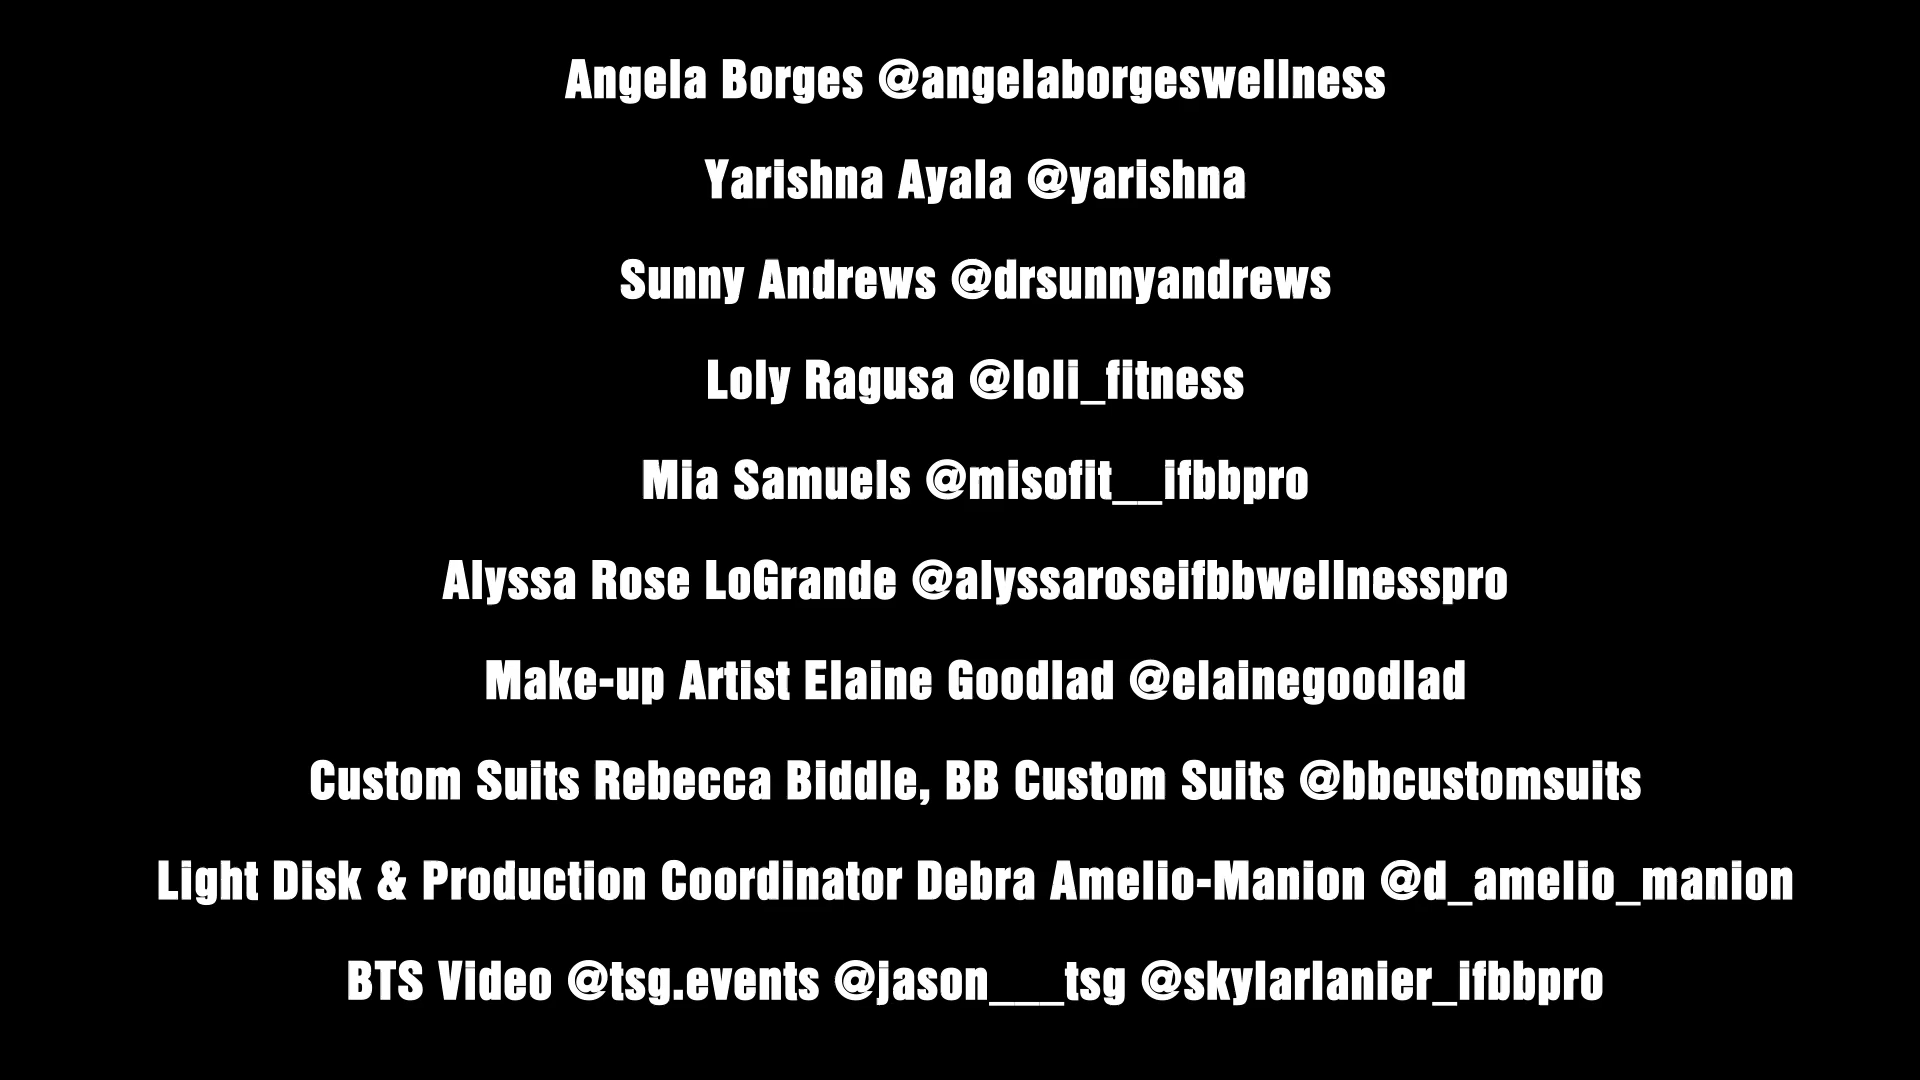 Angela Borges @angelaborgeswellness
Yarishna Ayala @yarishna
Sunny Andrews @drsunnyandrews
Loly Ragusa @loli_fitness
Mia Samuels @misofit__ifbbpro
Alyssa Rose LoGrande @alyssaroseifbbwellnesspro
Make-up Artist Elaine Goodlad @elainegoodlad
Custom Suits Rebecca Biddle, BB Custom Suits @bbcustomsuits
Light Disk & Production Coordinator Debra Amelio-Manion @d_amelio_manion
BTS Video @tsg.events @jason___tsg @skylarlanier_ifbbpro